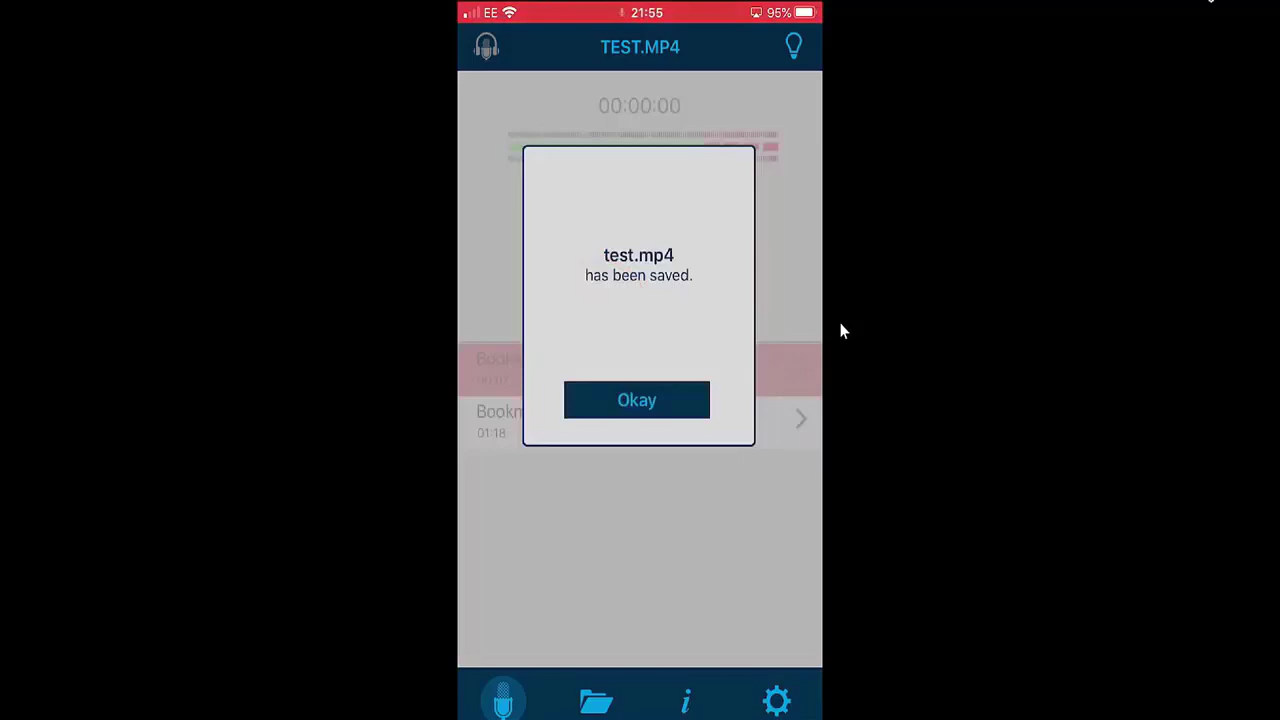 EE 21:55 95%
TEST.MP4
00:00:00
test.mp4
has been saved.
Okay
01:18